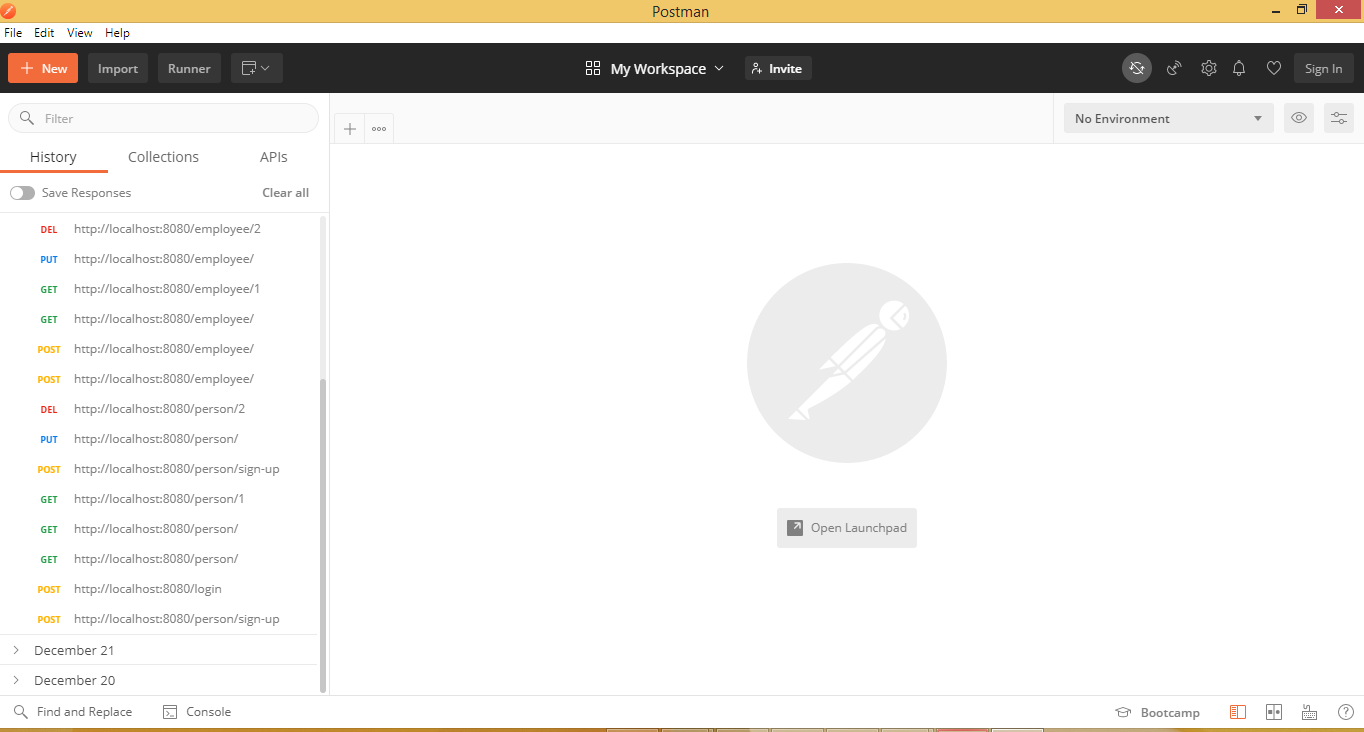 Postman
File Edit View Help
New Import Runner My Workspace Invite Sign In
Filter
No Environment
History Collections APIs
Save Responses Clear all
DEL http://localhost:8080/employee/2
PUT http://localhost:8080/employee/
GET http://localhost:8080/employee/1
GET http://localhost:8080/employee/
POST http://localhost:8080/employee/
POST http://localhost:8080/employee/
DEL http://localhost:8080/person/2
PUT http://localhost:8080/person/
POST http://localhost:8080/person/sign-up
GET http://localhost:8080/person/1
GET http://localhost:8080/person/
GET http://localhost:8080/person/
POST http://localhost:8080/login
POST http://localhost:8080/person/sign-up
December 21
December 20
Open Launchpad
Find and Replace Console Bootcamp